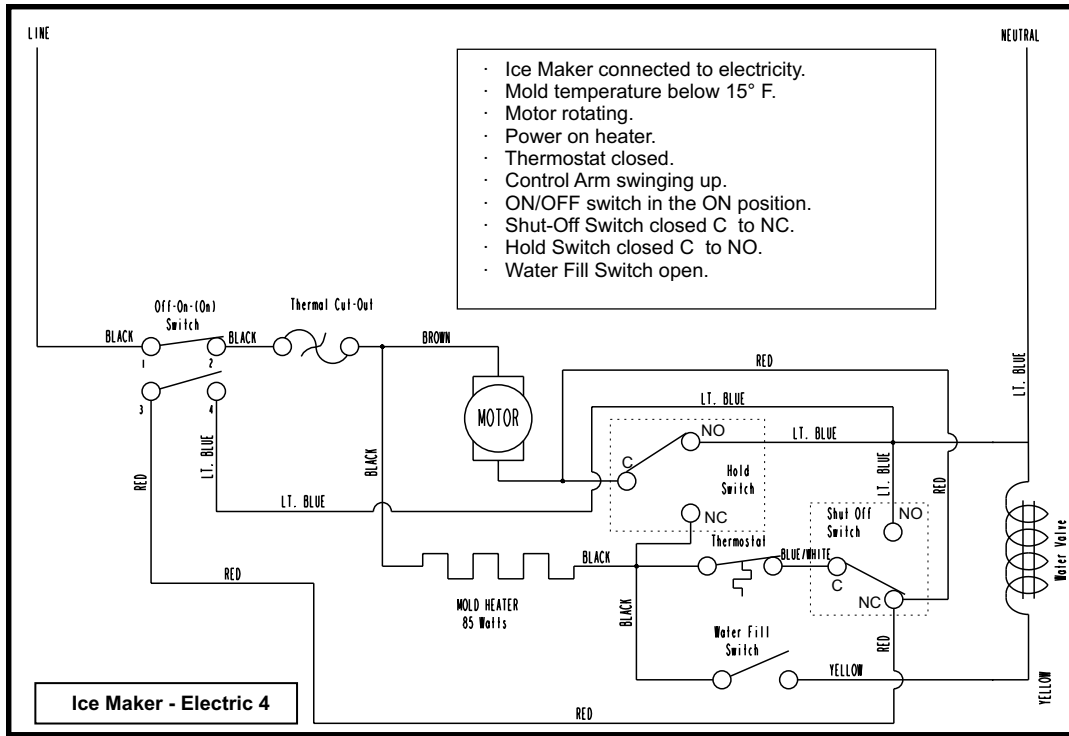 LINE
NEUTRAL
· Ice Maker connected to electricity.
· Mold temperature below 15° F.
· Motor rotating.
· Power on heater.
· Thermostat closed.
· Control Arm swinging up.
· ON/OFF switch in the ON position.
· Shut-Off Switch closed C to NC.
· Hold Switch closed C to NO.
· Water Fill Switch open.
Off-On-(On)
Switch
Thermal Cut-Out
BLACK
BLACK
BROWN
1
2
3
4
RED
LT. BLUE
BLACK
MOTOR
RED
LT. BLUE
LT. BLUE
LT. BLUE
NO
C
Hold
Switch
NC
LT. BLUE
RED
LT. BLUE
Shut Off
Switch
NO
Thermostat
BLUE/WHITE
C
NC
Water Valve
RED
MOLD HEATER
85 Watts
BLACK
BLACK
Water Fill
Switch
YELLOW
RED
YELLOW
Ice Maker - Electric 4
RED